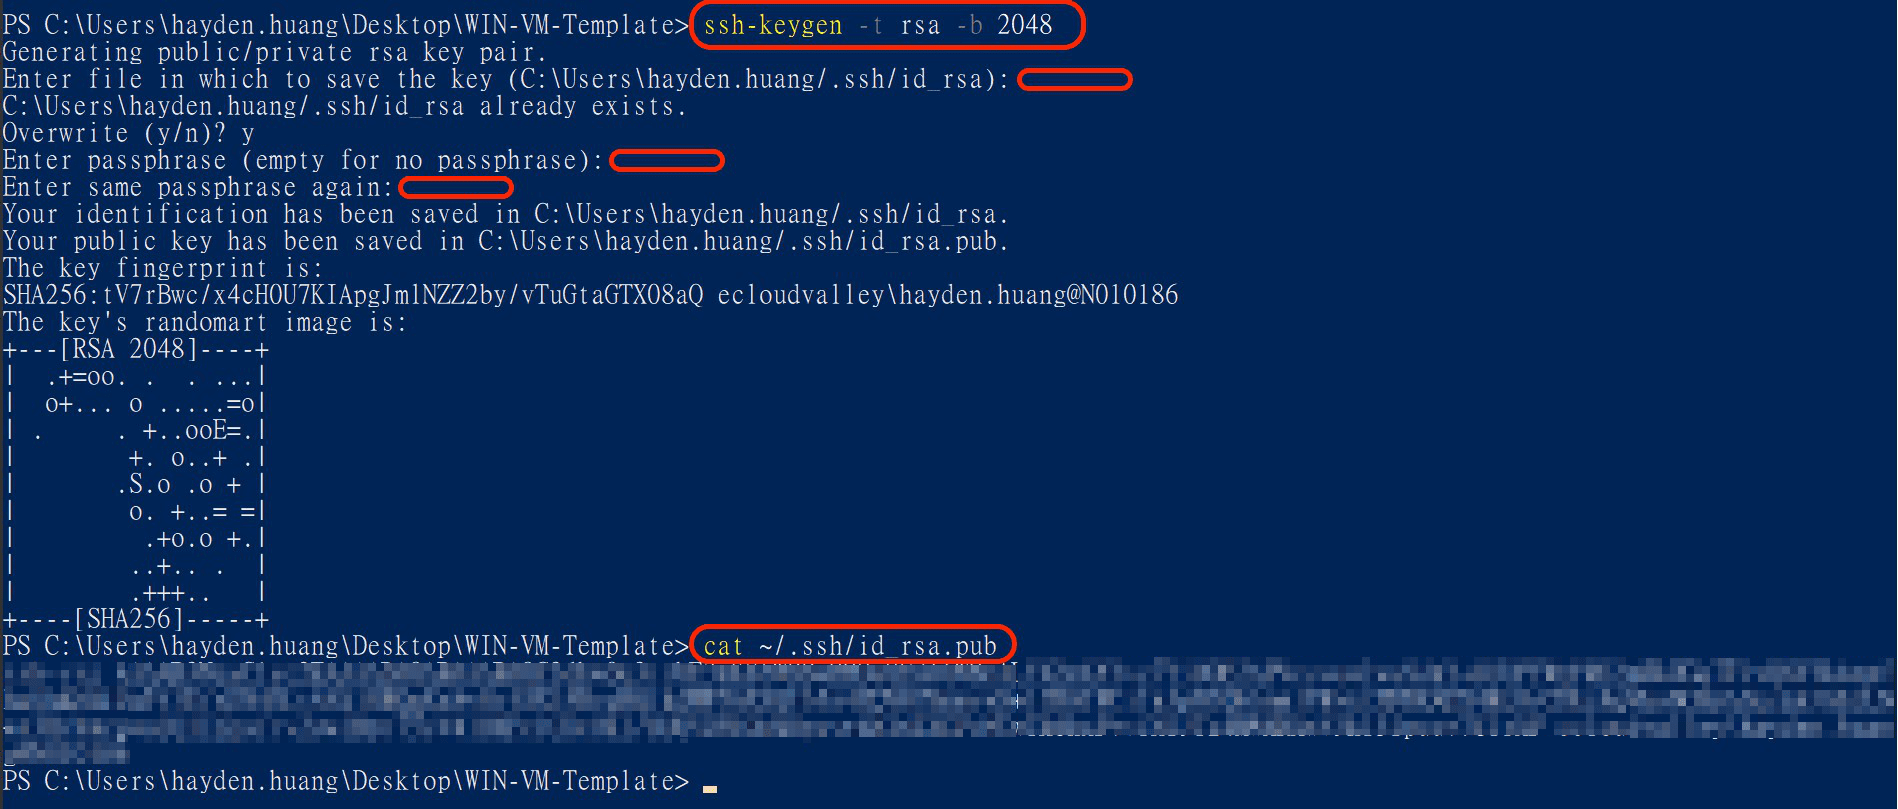 PS C:\Users\hayden.huang\Desktop\WIN-VM-Template> ssh-keygen -t rsa -b 2048
Generating public/private rsa key pair.
Enter file in which to save the key (C:\Users\hayden.huang/.ssh/id_rsa):
C:\Users\hayden.huang/.ssh/id_rsa already exists.
Overwrite (y/n)? y
Enter passphrase (empty for no passphrase):
Enter same passphrase again:
Your identification has been saved in C:\Users\hayden.huang/.ssh/id_rsa.
Your public key has been saved in C:\Users\hayden.huang/.ssh/id_rsa.pub.
The key fingerprint is:
SHA256:tV7rBwc/x4cHOU7KIApgJmlNZZ2by/vTuGtaGTXO8aQ ecloudvalley\hayden.huang@NO10186
The key's randomart image is:
+---[RSA 2048]----+
|  .+=oo. .  . ...|
|  o+... o .....=o|
| .     . +..ooE=.|
|        +. o..+ .|
|       .S.o .o + |
|        o. +..= =|
|         .+o.o +.|
|        ..+.. .  |
|        .+++..   |
+----[SHA256]-----+
PS C:\Users\hayden.huang\Desktop\WIN-VM-Template> cat ~/.ssh/id_rsa.pub
PS C:\Users\hayden.huang\Desktop\WIN-VM-Template>